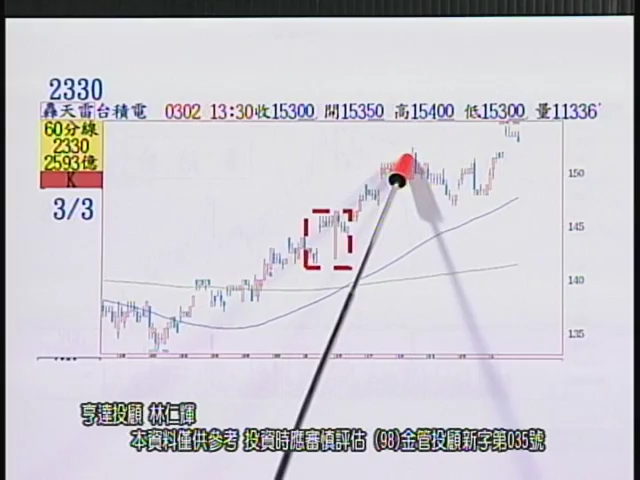 2330
轟天雷台積電 0302 13:30收15300 開15350 高15400 低15300 量11336
60分線
2330
2593億
K
3/3
150
145
140
135
亨達投顧 林仁輝
本資料僅供參考 投資時應審慎評估 (98)金管投顧新字第035號